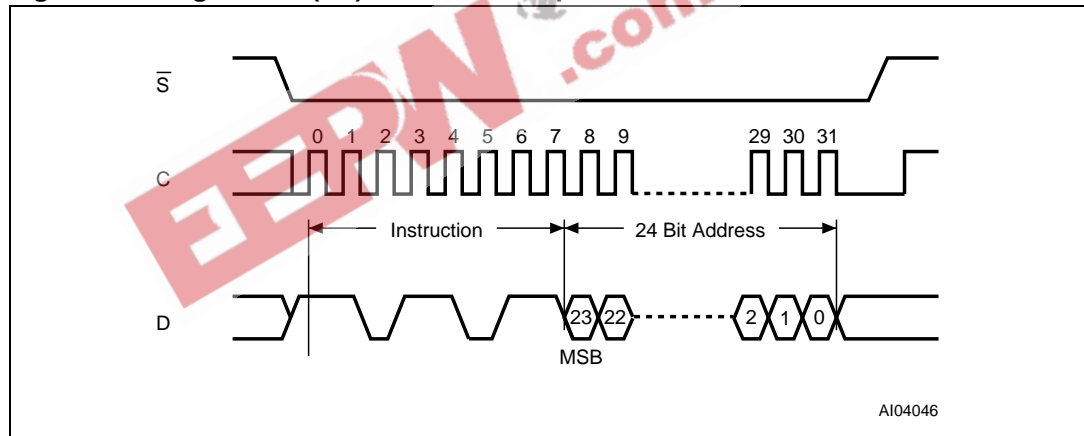 EEPW.com
S
0 1 2 3 4 5 6 7 8 9 29 30 31
C
Instruction 24 Bit Address
D
23 22 2 1 0
MSB
AI04046